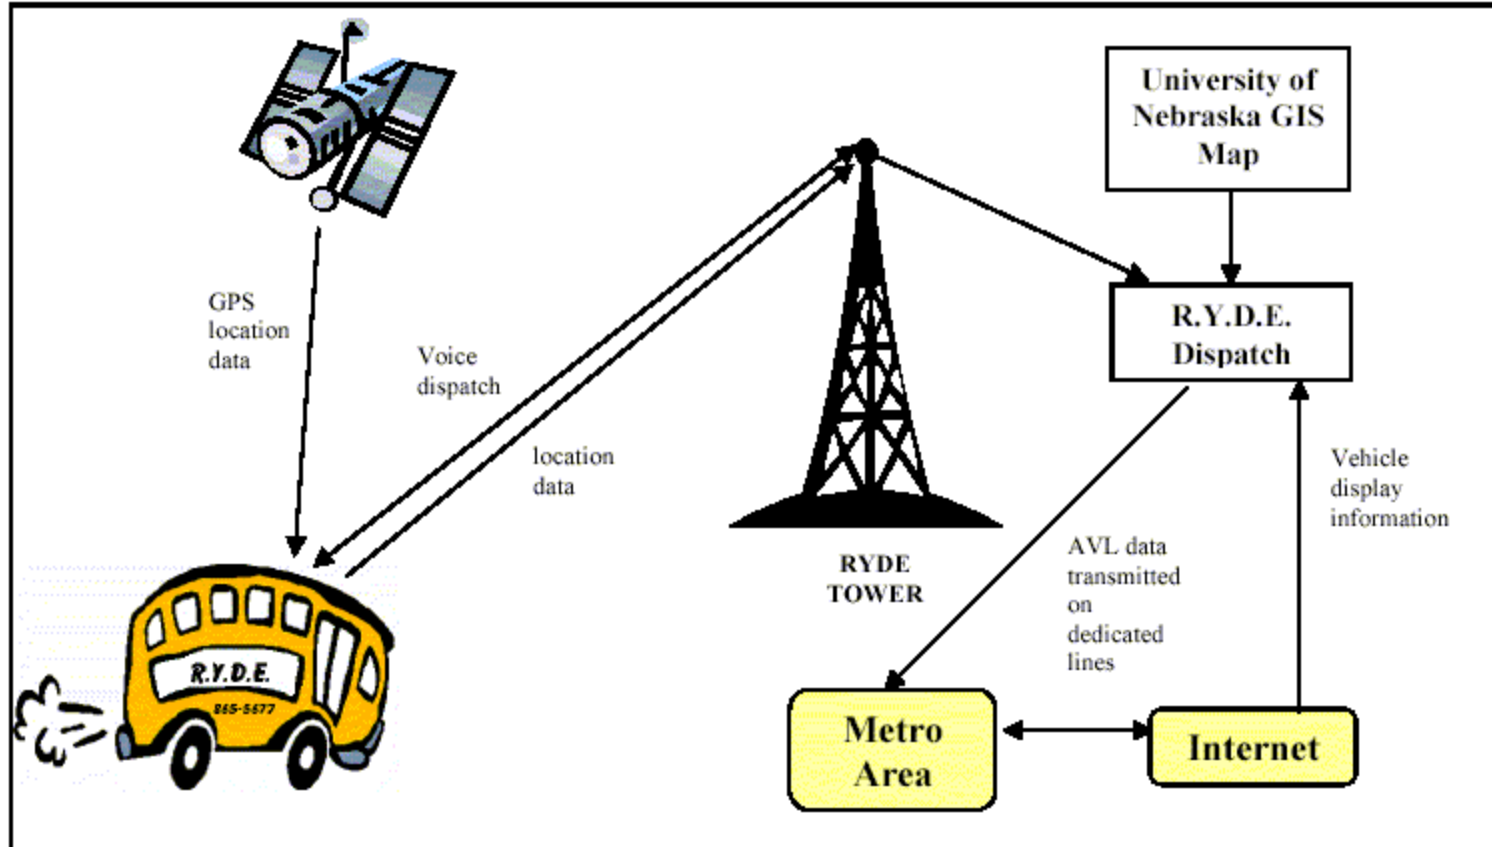 University of
Nebraska GIS
Map
R.Y.D.E.
Dispatch
GPS
location
data
Voice
dispatch
location
data
RYDE
TOWER
Vehicle
display
information
AVL data
transmitted
on
dedicated
lines
R.Y.D.E.
865-5677
Metro
Area
Internet